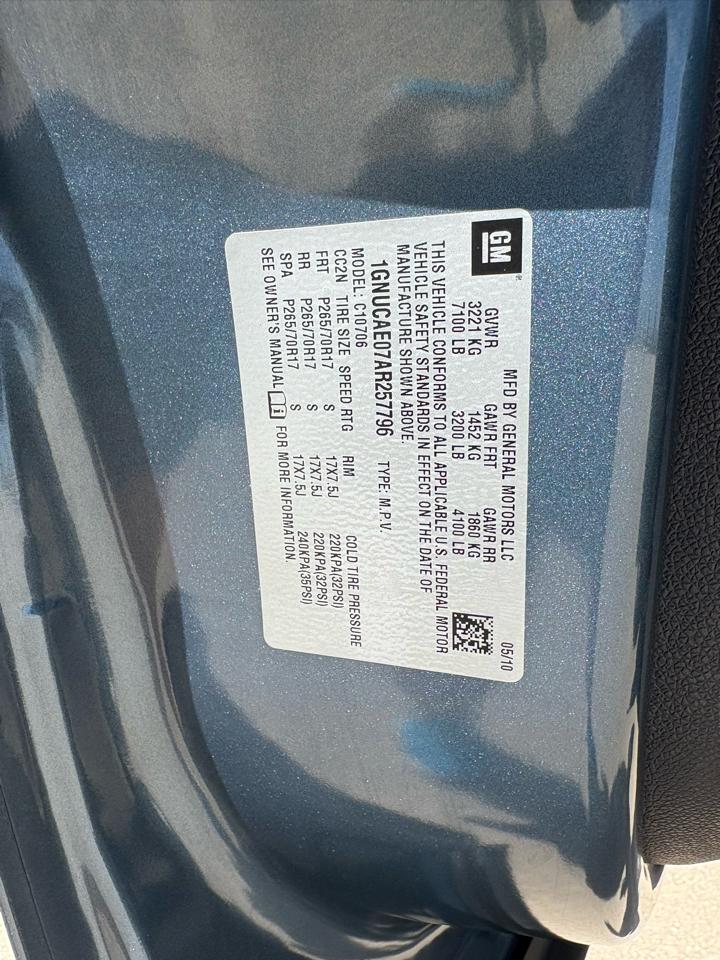 GM
MFD BY GENERAL MOTORS LLC 05/10
GVWR GAWR FRT GAWR RR
3221 KG 1452 KG 1860 KG
7100 LB 3200 LB 4100 LB
THIS VEHICLE CONFORMS TO ALL APPLICABLE U.S. FEDERAL MOTOR
VEHICLE SAFETY STANDARDS IN EFFECT ON THE DATE OF
MANUFACTURE SHOWN ABOVE.
1GNUCAE07AR257796 TYPE: M.P.V.
MODEL: C10706
CC2N TIRE SIZE SPEED RTG RIM COLD TIRE PRESSURE
FRT P265/70R17 S 17X7.5J 220KPA(32PSI)
RR P265/70R17 S 17X7.5J 220KPA(32PSI)
SPA P265/70R17 S 17X7.5J 240KPA(35PSI)
SEE OWNER'S MANUAL i FOR MORE INFORMATION.